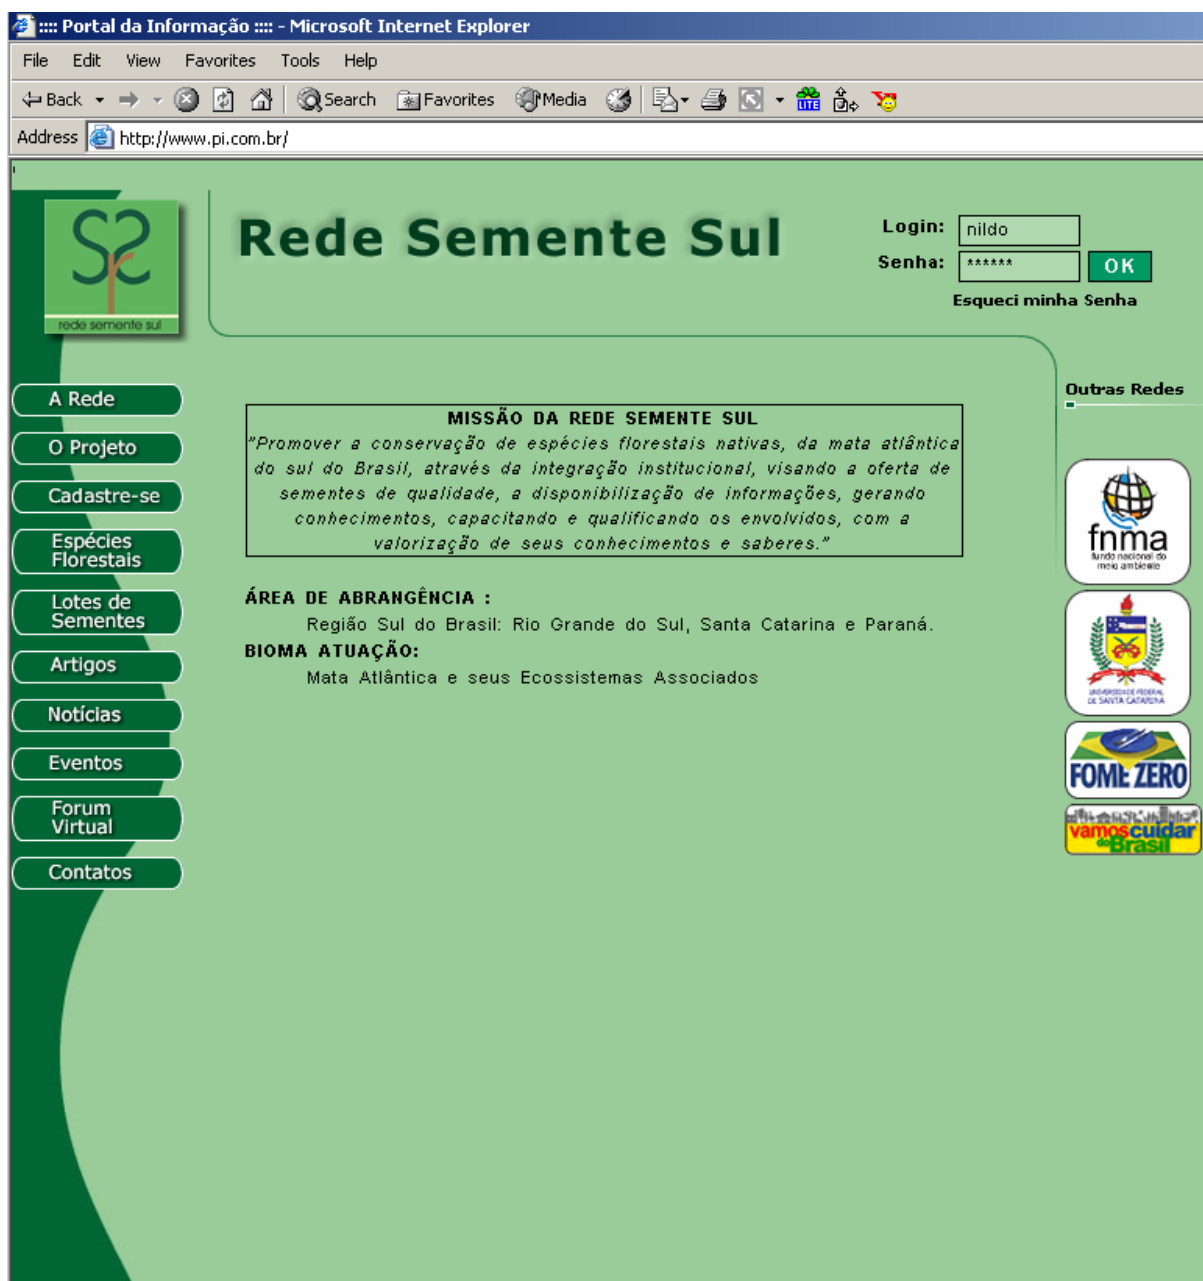 :::: Portal da Informação :::: - Microsoft Internet Explorer
File Edit View Favorites Tools Help
Back Search Favorites Media LITE
Address http://www.pi.com.br/
rede semente sul
Rede Semente Sul
Login: nildo
Senha: ****** OK
Esqueci minha Senha
A Rede
O Projeto
Cadastre-se
Espécies
Florestais
Lotes de
Sementes
Artigos
Notícias
Eventos
Forum
Virtual
Contatos
MISSÃO DA REDE SEMENTE SUL
"Promover a conservação de espécies florestais nativas, da mata atlântica
do sul do Brasil, através da integração institucional, visando a oferta de
sementes de qualidade, a disponibilização de informações, gerando
conhecimentos, capacitando e qualificando os envolvidos, com a
valorização de seus conhecimentos e saberes."
ÁREA DE ABRANGÊNCIA :
Região Sul do Brasil: Rio Grande do Sul, Santa Catarina e Paraná.
BIOMA ATUAÇÃO:
Mata Atlântica e seus Ecossistemas Associados
Outras Redes
fnma
fundo nacional do
meio ambiente
UNIVERSIDADE FEDERAL
DE SANTA CATARINA
FOME ZERO
vamos cuidar
do Brasil